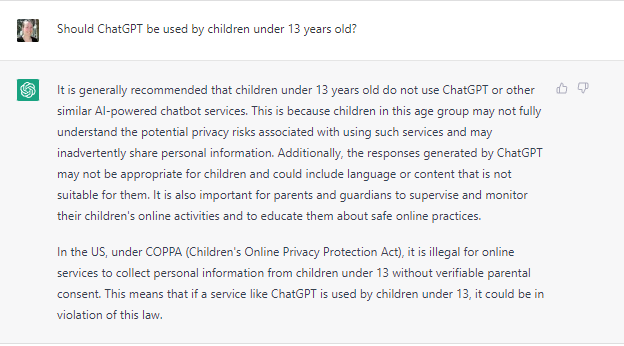 Should ChatGPT be used by children under 13 years old?
It is generally recommended that children under 13 years old do not use ChatGPT or other
similar AI-powered chatbot services. This is because children in this age group may not fully
understand the potential privacy risks associated with using such services and may
inadvertently share personal information. Additionally, the responses generated by ChatGPT
may not be appropriate for children and could include language or content that is not
suitable for them. It is also important for parents and guardians to supervise and monitor
their children's online activities and to educate them about safe online practices.
In the US, under COPPA (Children's Online Privacy Protection Act), it is illegal for online
services to collect personal information from children under 13 without verifiable parental
consent. This means that if a service like ChatGPT is used by children under 13, it could be in
violation of this law.